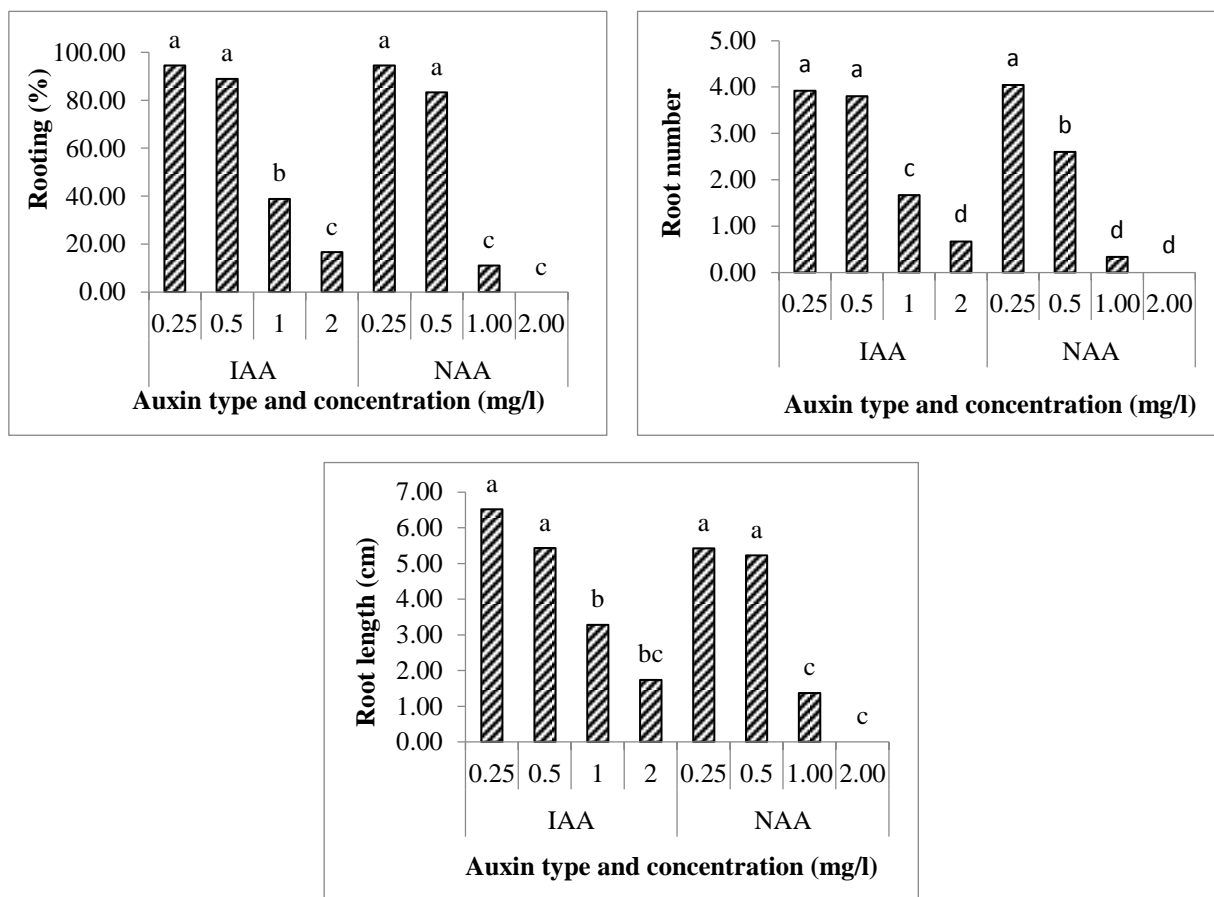 Rooting (%)
100.00
80.00
60.00
40.00
20.00
0.00
a a b c a a c c
0.25 0.5 1 2 0.25 0.5 1.00 2.00
IAA NAA
Auxin type and concentration (mg/l)
Root number
5.00
4.00
3.00
2.00
1.00
0.00
a a c d a b d d
0.25 0.5 1 2 0.25 0.5 1.00 2.00
IAA NAA
Auxin type and concentration (mg/l)
Root length (cm)
7.00
6.00
5.00
4.00
3.00
2.00
1.00
0.00
a a b bc a a c c
0.25 0.5 1 2 0.25 0.5 1.00 2.00
IAA NAA
Auxin type and concentration (mg/l)